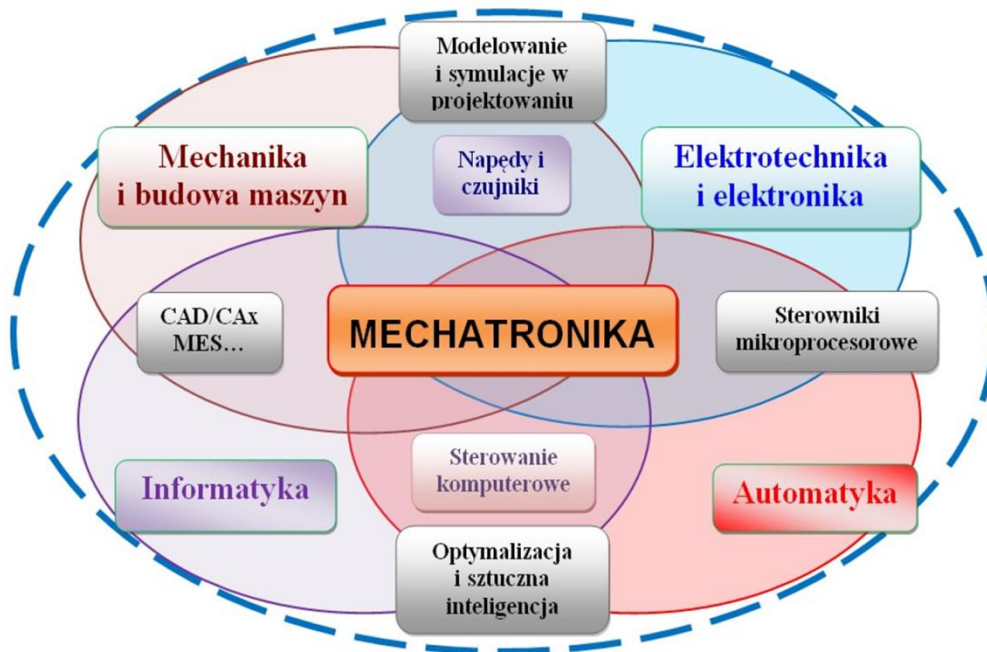 Modelowanie
i symulacje w
projektowaniu
Mechanika
i budowa maszyn
Napędy i
czujniki
Elektrotechnika
i elektronika
CAD/CAx
MES...
MECHATRONIKA
Sterowniki
mikroprocesorowe
Informatyka
Sterowanie
komputerowe
Automatyka
Optymalizacja
i sztuczna
inteligencja